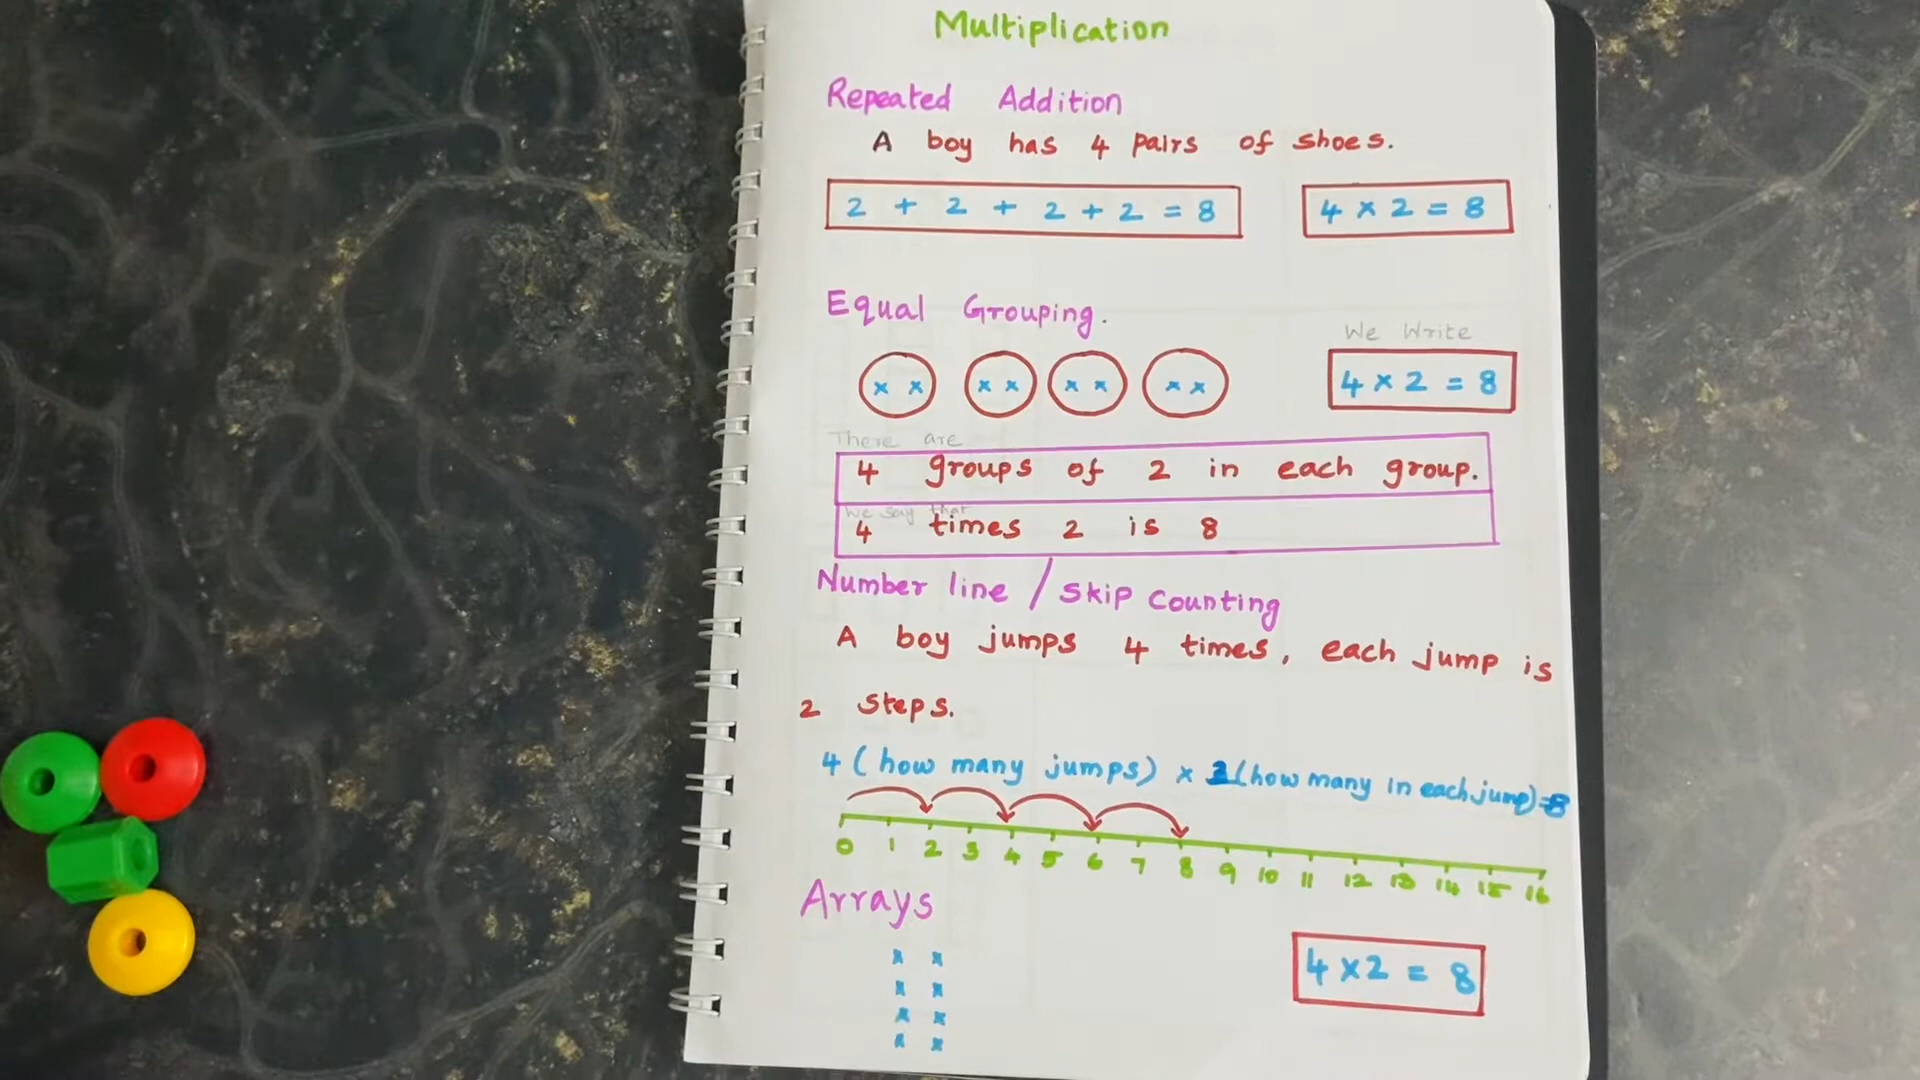 Multiplication
Repeated Addition
A boy has 4 pairs of shoes.
2 + 2 + 2 + 2 = 8
4 × 2 = 8
Equal Grouping.
We Write
x x x x x x x x
4 × 2 = 8
There are
4 groups of 2 in each group.
We say that
4 times 2 is 8
Number line / Skip Counting
A boy jumps 4 times, each jump is
2 steps.
4 (how many jumps) × 2 (how many in each jump) = 8
0 1 2 3 4 5 6 7 8 9 10 11 12 13 14 15 16
Arrays
x x
x x
x x
x x
4 × 2 = 8